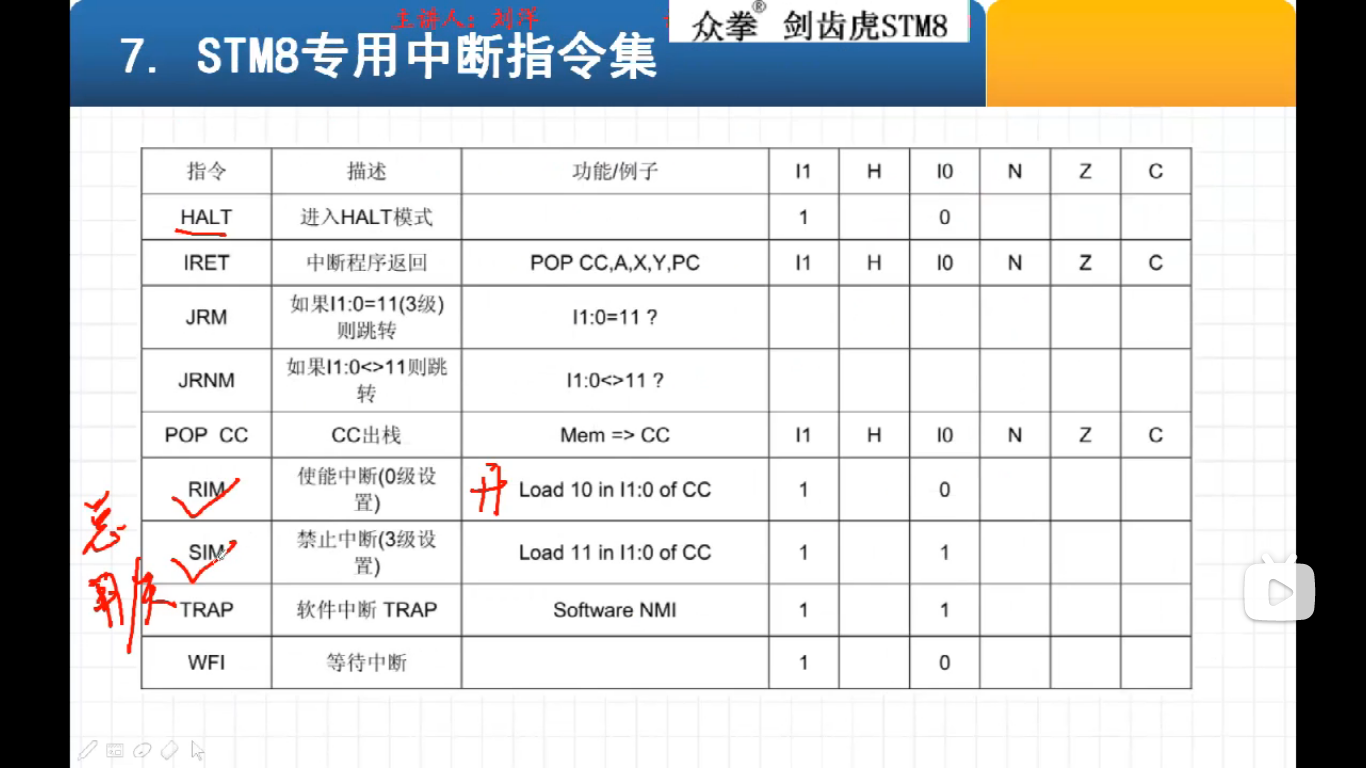 主讲人：刘洋
众拳® 剑齿虎STM8
7. STM8专用中断指令集
指令 描述 功能/例子 I1 H I0 N Z C
HALT 进入HALT模式 1 0
IRET 中断程序返回 POP CC,A,X,Y,PC I1 H I0 N Z C
JRM 如果I1:0=11(3级)
则跳转 I1:0=11 ?
JRNM 如果I1:0<>11则跳
转 I1:0<>11 ?
POP CC CC出栈 Mem => CC I1 H I0 N Z C
RIM 使能中断(0级设
置) 开 Load 10 in I1:0 of CC 1 0
总
SIM 禁止中断(3级设
置) Load 11 in I1:0 of CC 1 1
TRAP 软件中断 TRAP Software NMI 1 1
WFI 等待中断 1 0